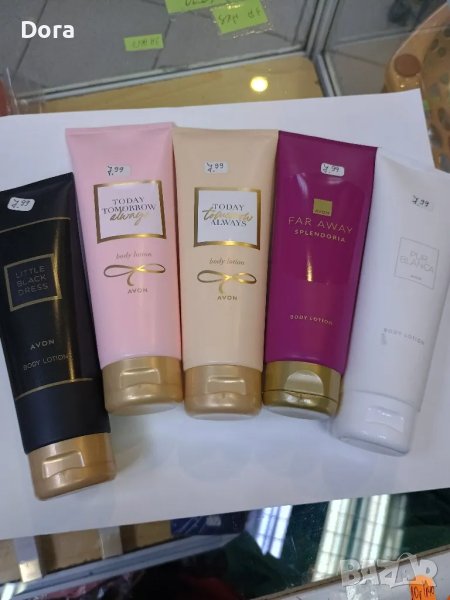 Dora
7.99
LITTLE
BLACK
DRESS
AVON
BODY LOTION
7.99
TODAY
TOMORROW
always
body lotion
AVON
7.99
TODAY
tomorrow
ALWAYS
body lotion
AVON
7.99
AVON
FAR AWAY
SPLENDORIA
BODY LOTION
7.99
PUR
BLANCA
AVON
BODY LOTION
BAZAR